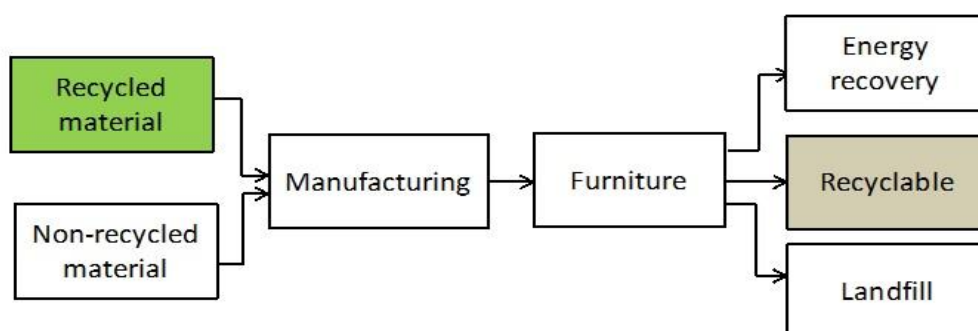 Recycled
material
Non-recycled
material
Manufacturing
Furniture
Energy
recovery
Recyclable
Landfill